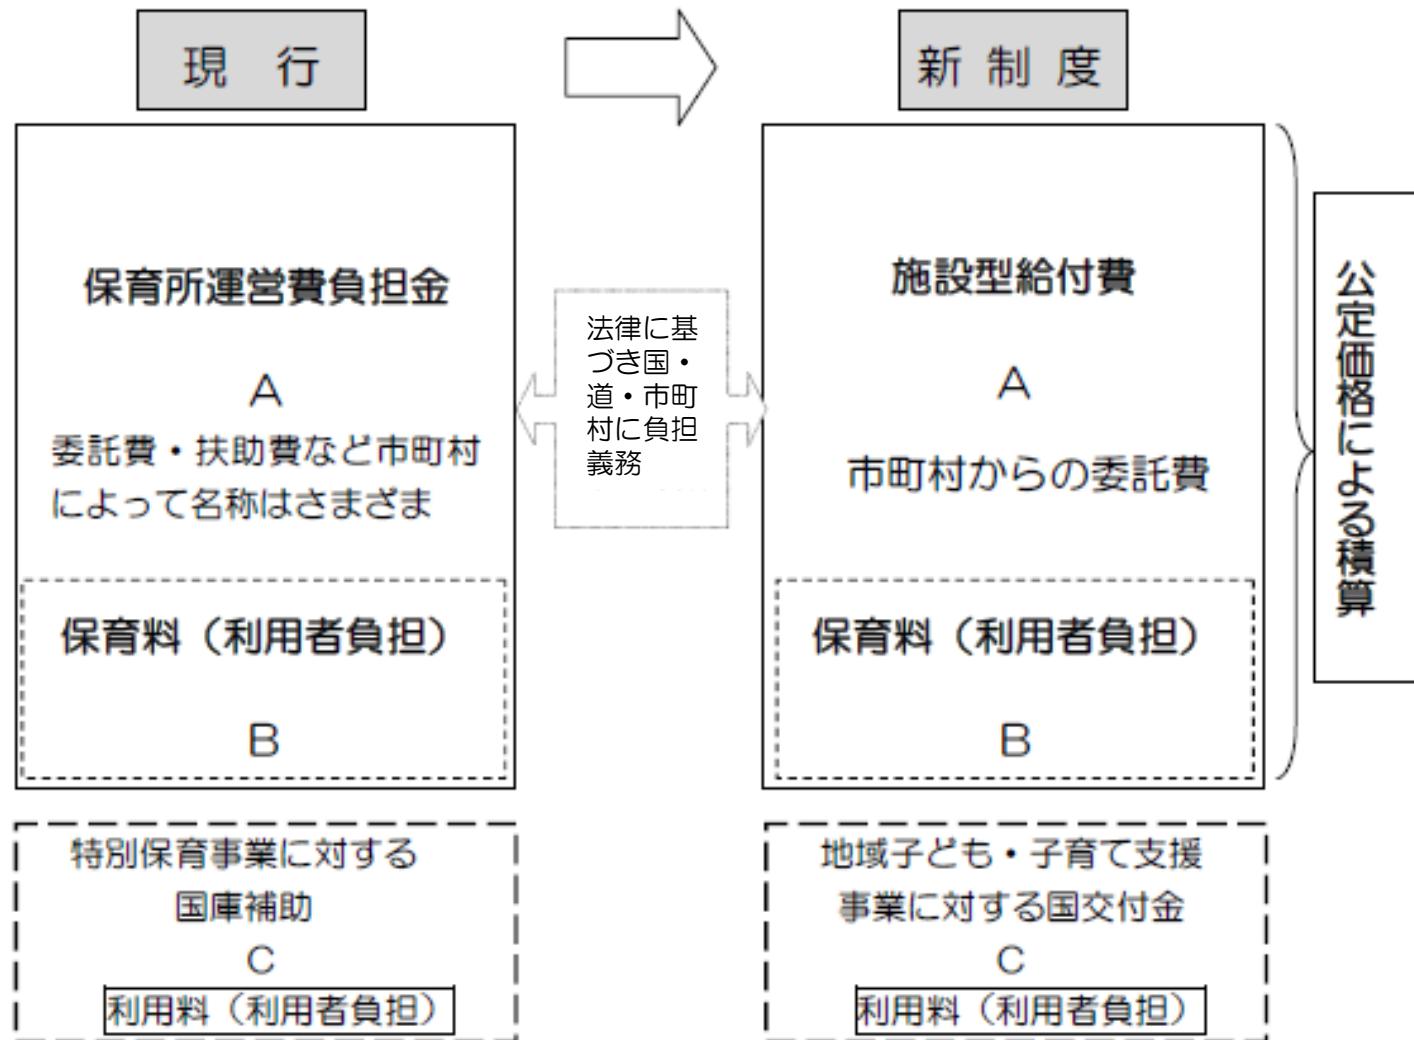 現 行
新 制 度
保育所運営費負担金
A
委託費・扶助費など市町村
によって名称はさまざま
保育料（利用者負担）
B
法律に基
づき国・
道・市町
村に負担
義務
施設型給付費
A
市町村からの委託費
保育料（利用者負担）
B
公定価格による積算
特別保育事業に対する
国庫補助
C
利用料（利用者負担）
地域子ども・子育て支援
事業に対する国交付金
C
利用料（利用者負担）